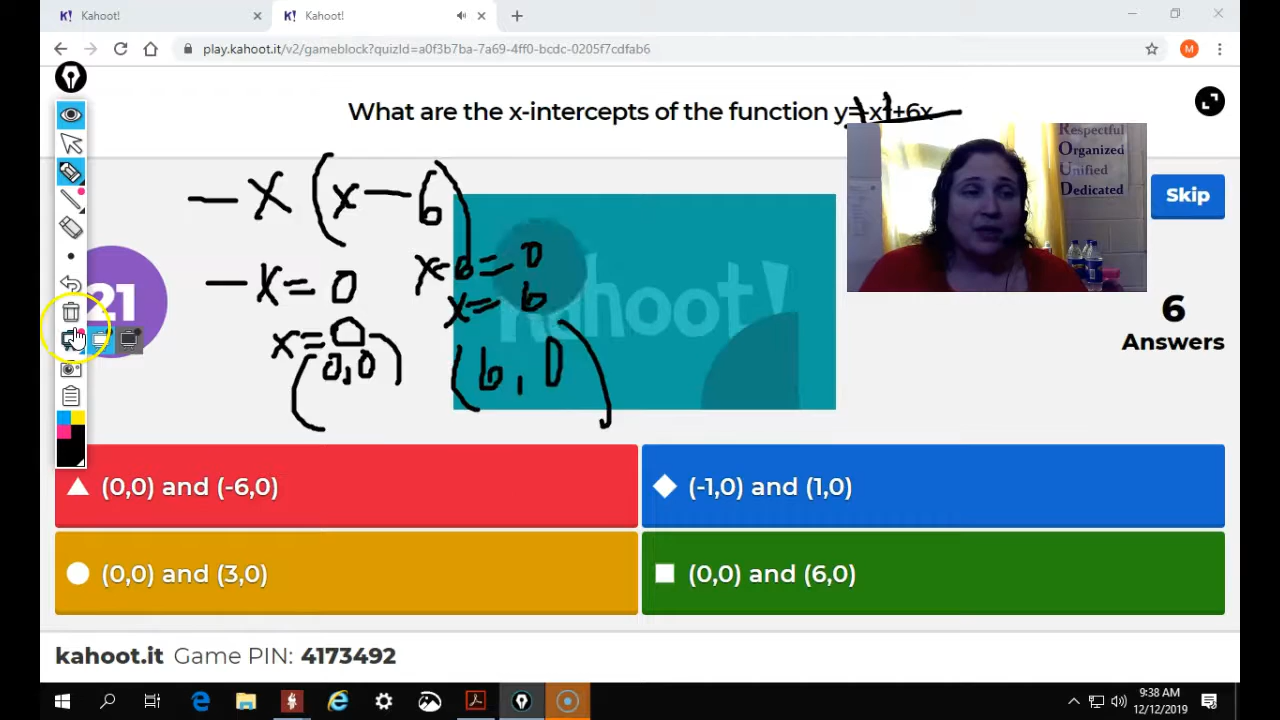 K! Kahoot!
K! Kahoot!
play.kahoot.it/v2/gameblock?quizId=a0f3b7ba-7a69-4ff0-bcdc-0205f7cdfab6
M
What are the x-intercepts of the function y=-x²+6x
Respectful
Organized
Unified
Dedicated
Skip
-x(x-6)
21
-x=0
x-6=0
x=6
x=0
(0,0)
(6,0)
Kahoot!
6
Answers
(0,0) and (-6,0)
(-1,0) and (1,0)
(0,0) and (3,0)
(0,0) and (6,0)
kahoot.it Game PIN: 4173492
9:38 AM
12/12/2019